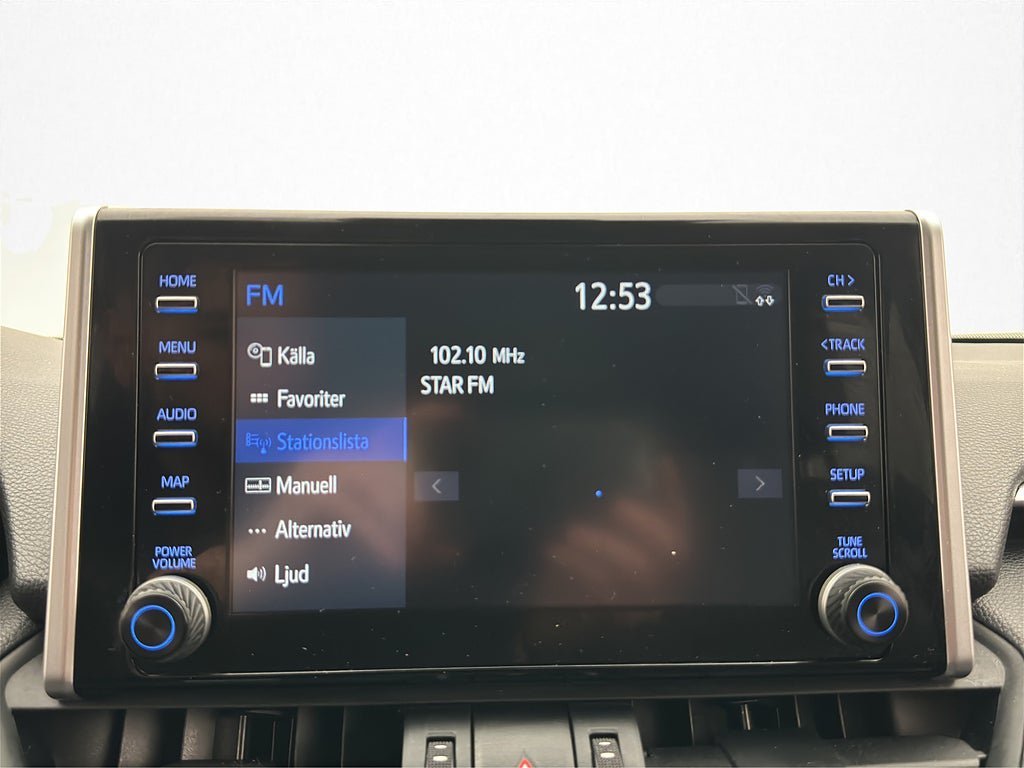 HOME
MENU
AUDIO
MAP
POWER
VOLUME
FM
12:53
Källa
Favoriter
Stationslista
Manuell
Alternativ
Ljud
102.10 MHz
STAR FM
<
>
CH >
<TRACK
PHONE
SETUP
TUNE
SCROLL